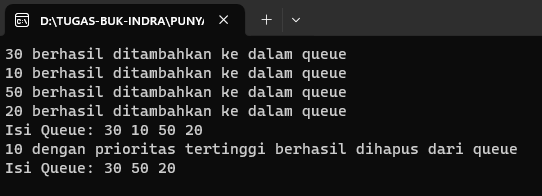 D:\TUGAS-BUK-INDRA\PUNYA
30 berhasil ditambahkan ke dalam queue
10 berhasil ditambahkan ke dalam queue
50 berhasil ditambahkan ke dalam queue
20 berhasil ditambahkan ke dalam queue
Isi Queue: 30 10 50 20
10 dengan prioritas tertinggi berhasil dihapus dari queue
Isi Queue: 30 50 20